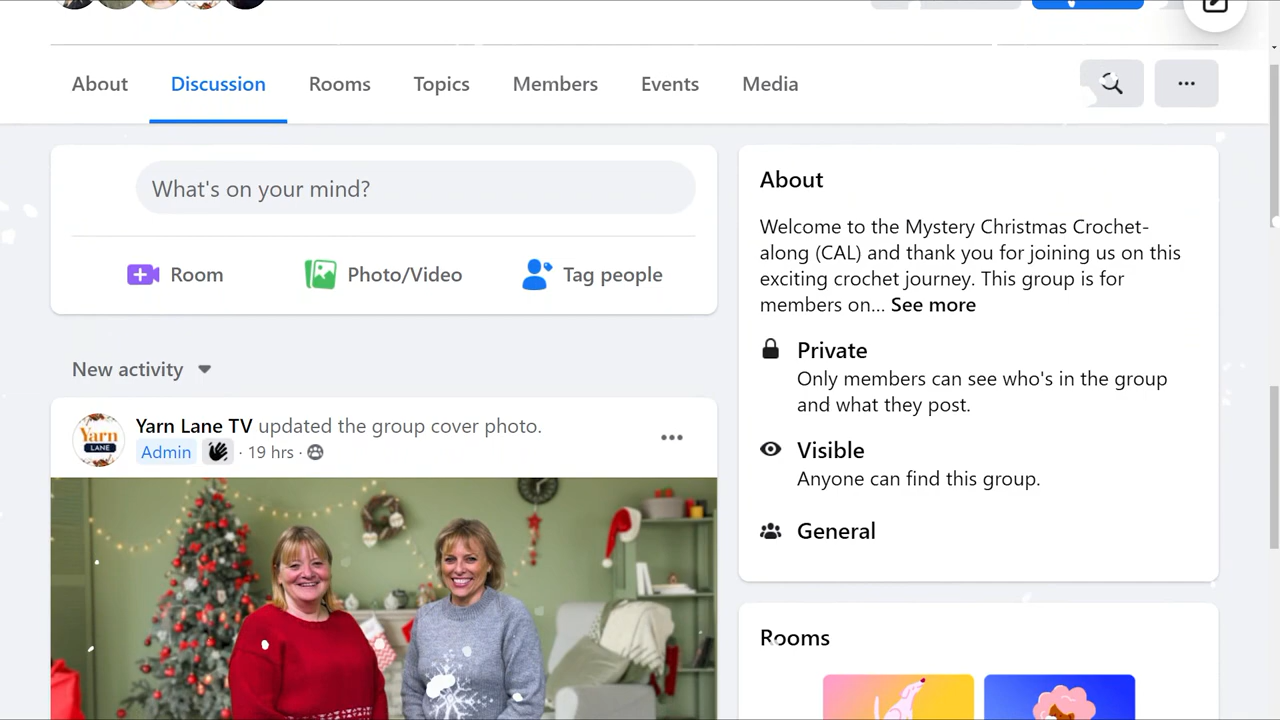 About Discussion Rooms Topics Members Events Media
What's on your mind?
Room Photo/Video Tag people
New activity
Yarn Lane TV updated the group cover photo.
Yarn
LANE
Admin · 19 hrs ·
About
Welcome to the Mystery Christmas Crochet-
along (CAL) and thank you for joining us on this
exciting crochet journey. This group is for
members on... See more
Private
Only members can see who's in the group
and what they post.
Visible
Anyone can find this group.
General
Rooms